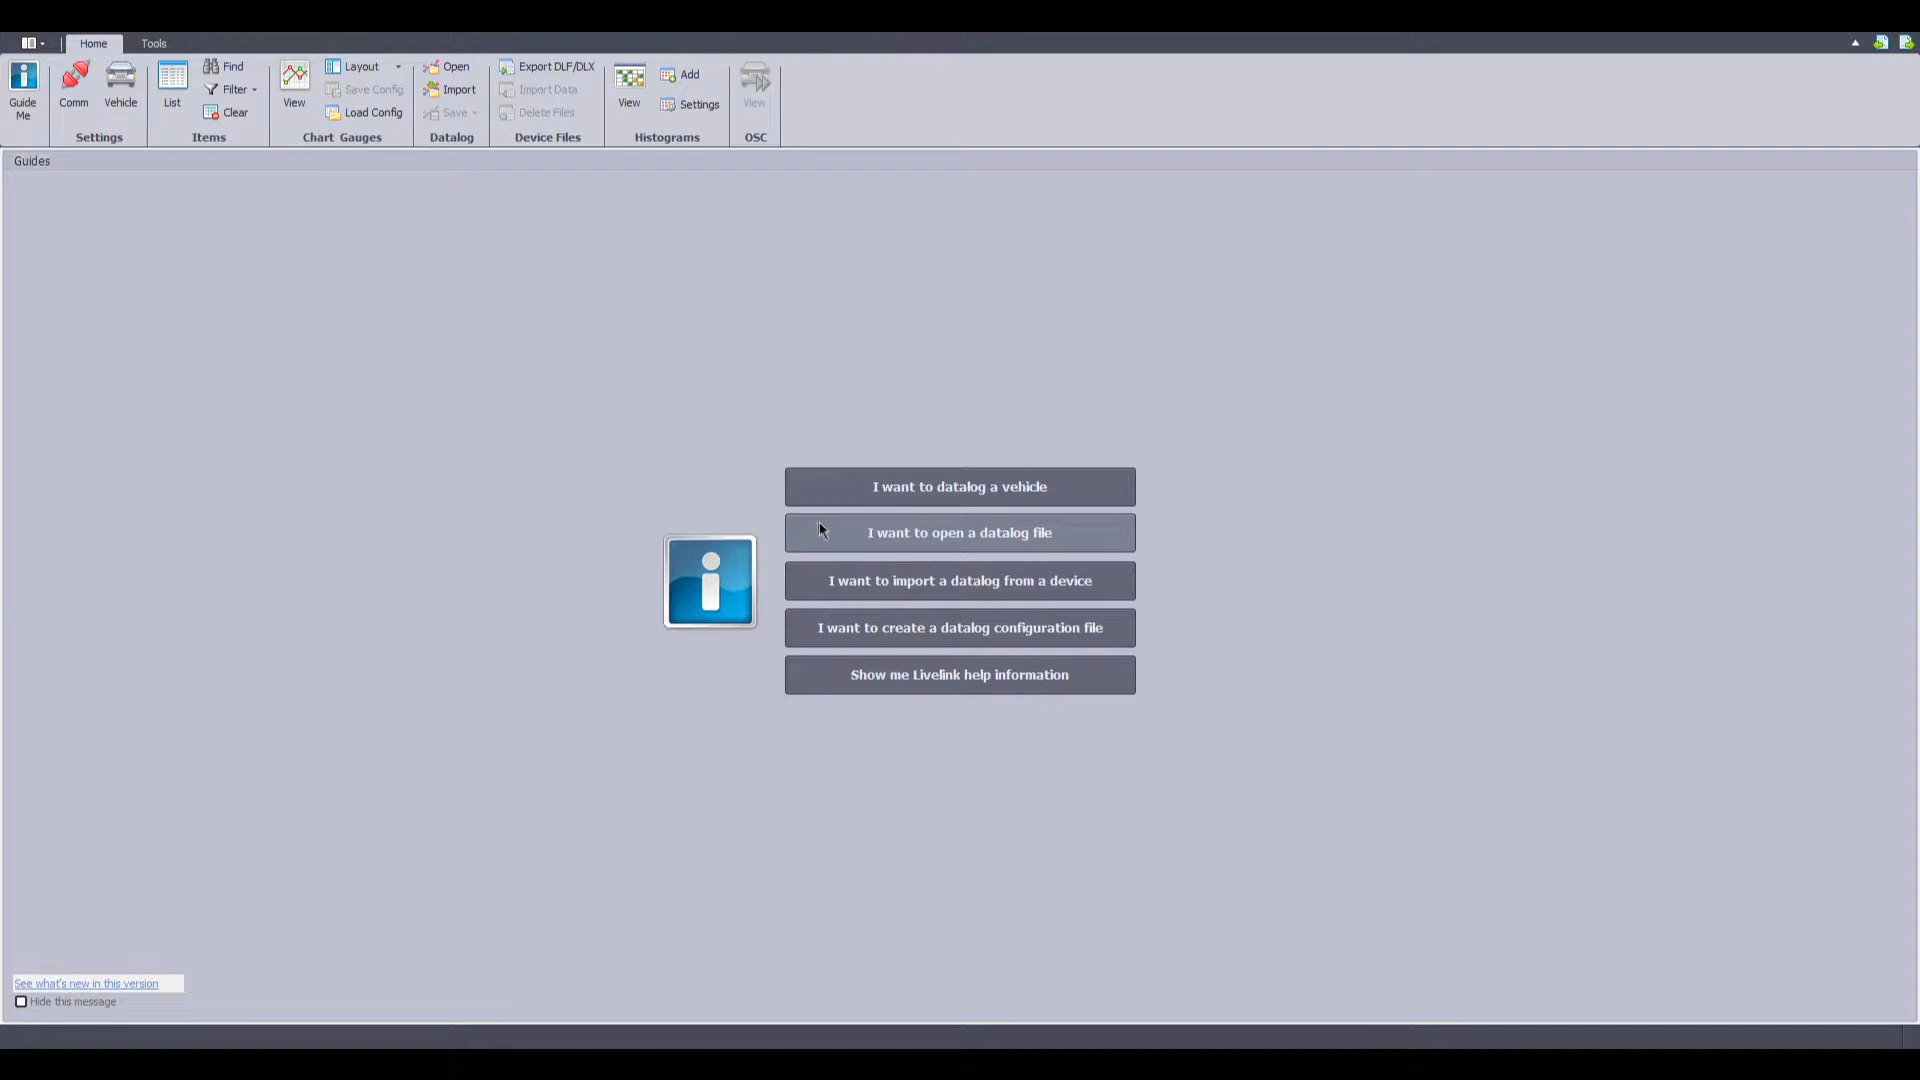 Home
Tools
Guide
Me
Comm
Vehicle
Settings
List
Find
Filter
Clear
Items
View
Layout
Save Config
Load Config
Chart Gauges
Open
Import
Save
Datalog
Export DLF/DLX
Import Data
Delete Files
Device Files
View
Add
Settings
Histograms
View
OSC
Guides
I want to datalog a vehicle
I want to open a datalog file
I want to import a datalog from a device
I want to create a datalog configuration file
Show me Livelink help information
See what's new in this version
Hide this message